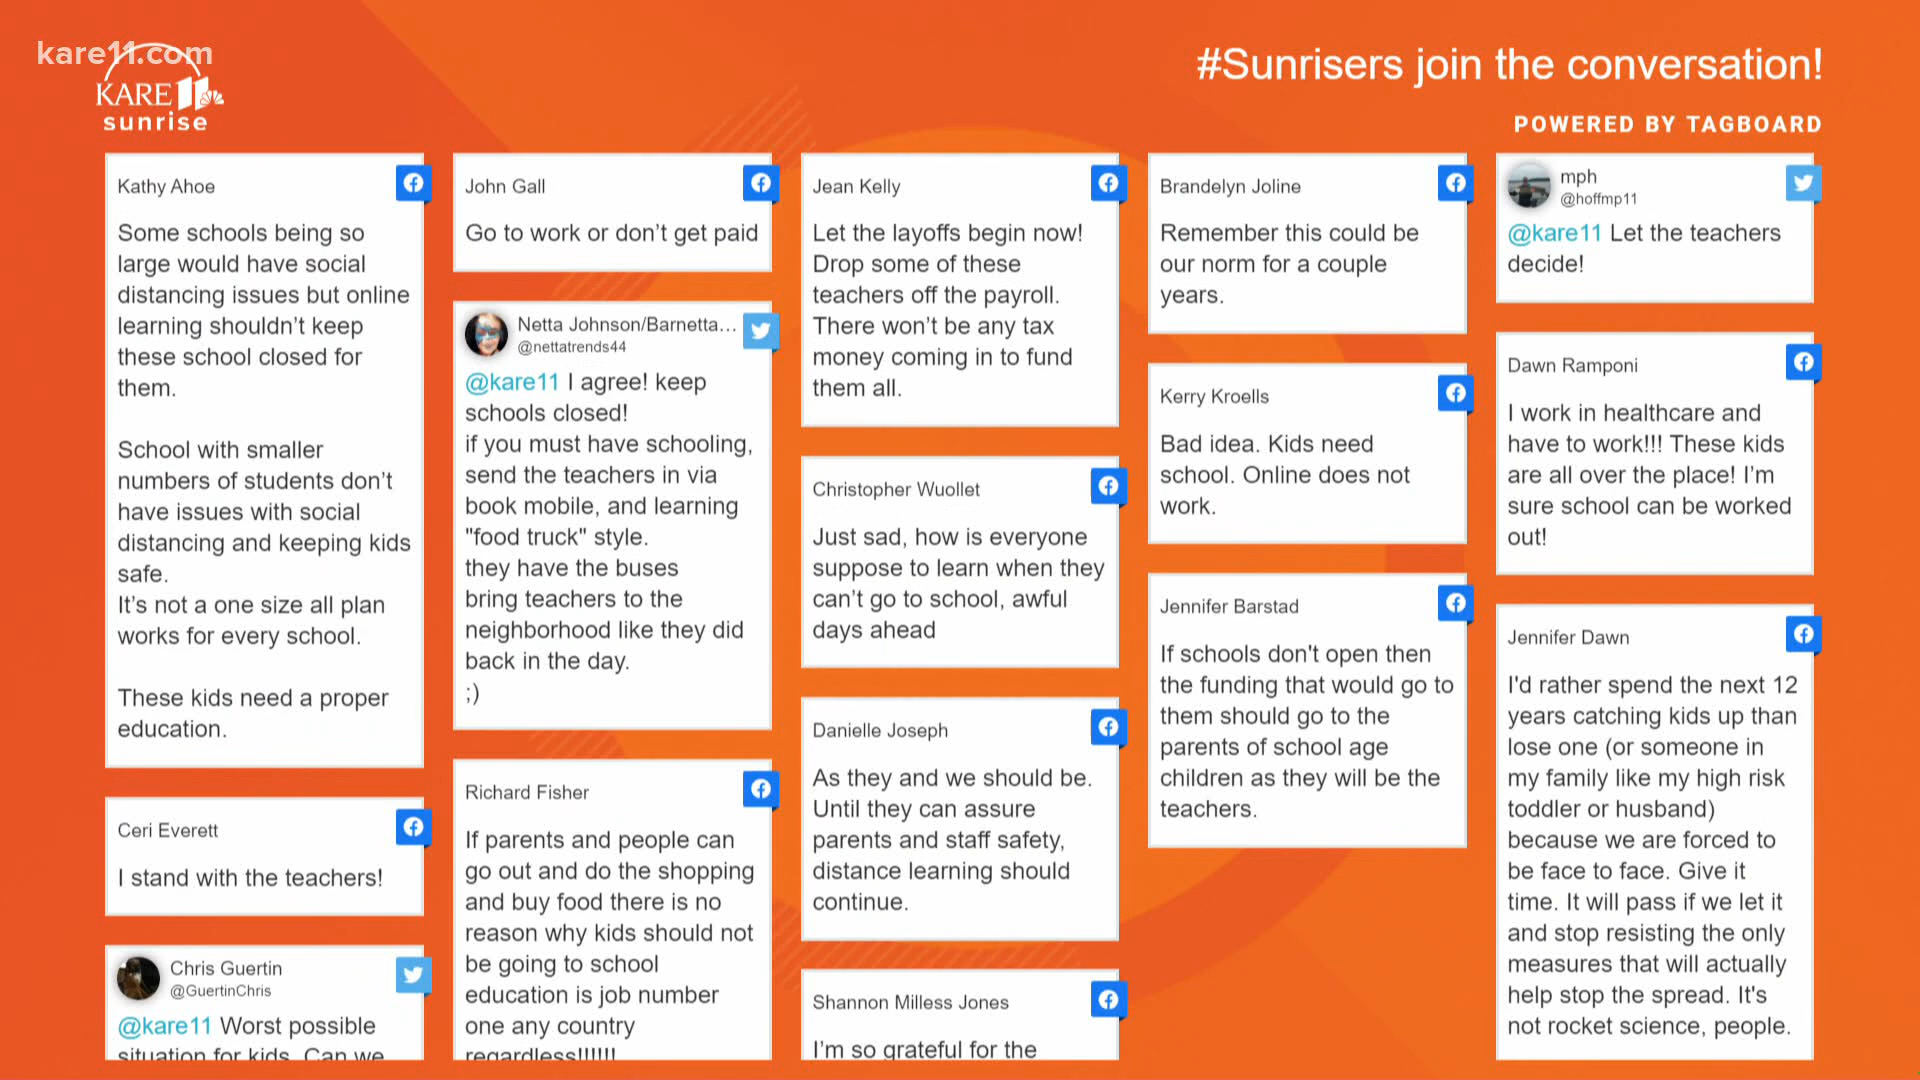 kare11.com
KARE 11
sunrise
#Sunrisers join the conversation!
POWERED BY TAGBOARD
Kathy Ahoe
Some schools being so
large would have social
distancing issues but online
learning shouldn’t keep
these school closed for
them.
School with smaller
numbers of students don’t
have issues with social
distancing and keeping kids
safe.
It’s not a one size all plan
works for every school.
These kids need a proper
education.
Ceri Everett
I stand with the teachers!
Chris Guertin
@GuertinChris
@kare11 Worst possible
situation for kids. Can we
John Gall
Go to work or don’t get paid
Netta Johnson/Barnetta...
@nettatrends44
@kare11 I agree! keep
schools closed!
if you must have schooling,
send the teachers in via
book mobile, and learning
"food truck" style.
they have the buses
bring teachers to the
neighborhood like they did
back in the day.
;)
Richard Fisher
If parents and people can
go out and do the shopping
and buy food there is no
reason why kids should not
be going to school
education is job number
one any country
regardless!!!!!!
Jean Kelly
Let the layoffs begin now!
Drop some of these
teachers off the payroll.
There won’t be any tax
money coming in to fund
them all.
Christopher Wuollet
Just sad, how is everyone
suppose to learn when they
can’t go to school, awful
days ahead
Danielle Joseph
As they and we should be.
Until they can assure
parents and staff safety,
distance learning should
continue.
Shannon Milless Jones
I’m so grateful for the
Brandelyn Joline
Remember this could be
our norm for a couple
years.
Kerry Kroells
Bad idea. Kids need
school. Online does not
work.
Jennifer Barstad
If schools don't open then
the funding that would go to
them should go to the
parents of school age
children as they will be the
teachers.
mph
@hoffmp11
@kare11 Let the teachers
decide!
Dawn Ramponi
I work in healthcare and
have to work!!! These kids
are all over the place! I’m
sure school can be worked
out!
Jennifer Dawn
I'd rather spend the next 12
years catching kids up than
lose one (or someone in
my family like my high risk
toddler or husband)
because we are forced to
be face to face. Give it
time. It will pass if we let it
and stop resisting the only
measures that will actually
help stop the spread. It's
not rocket science, people.